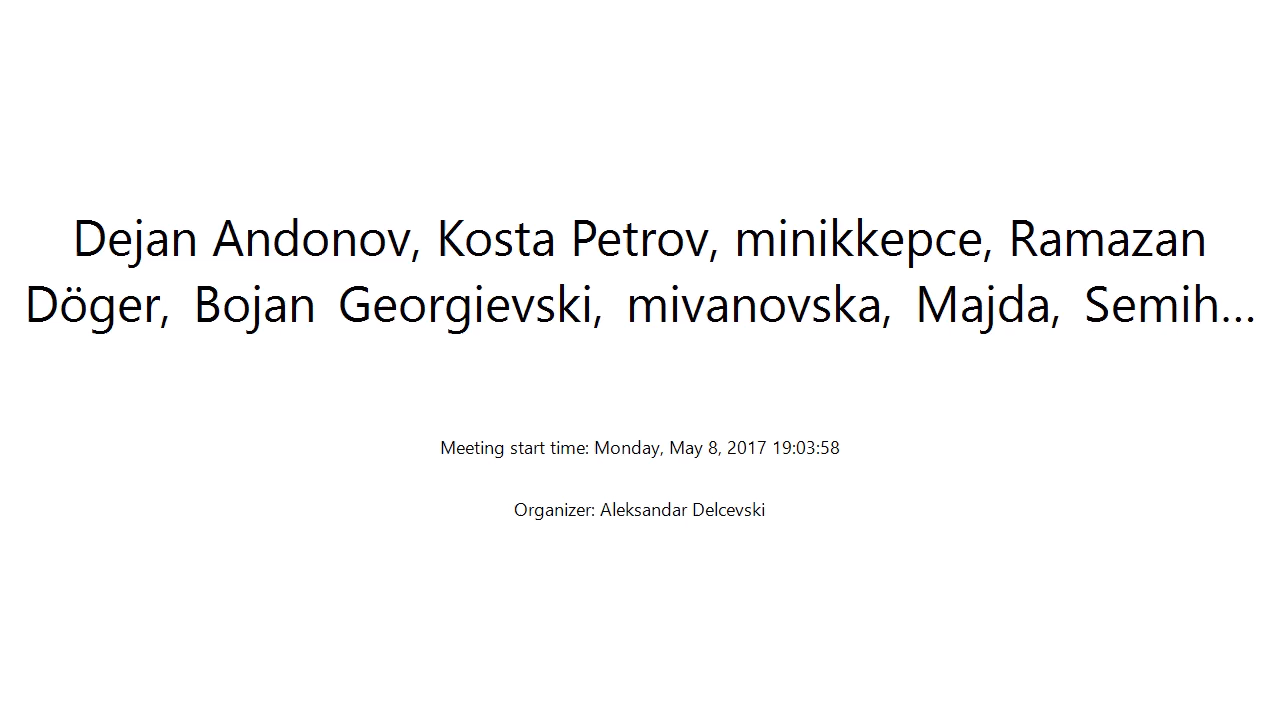 Dejan Andonov, Kosta Petrov, minikkepce, Ramazan
Döger, Bojan Georgievski, mivanovska, Majda, Semih...
Meeting start time: Monday, May 8, 2017 19:03:58
Organizer: Aleksandar Delcevski